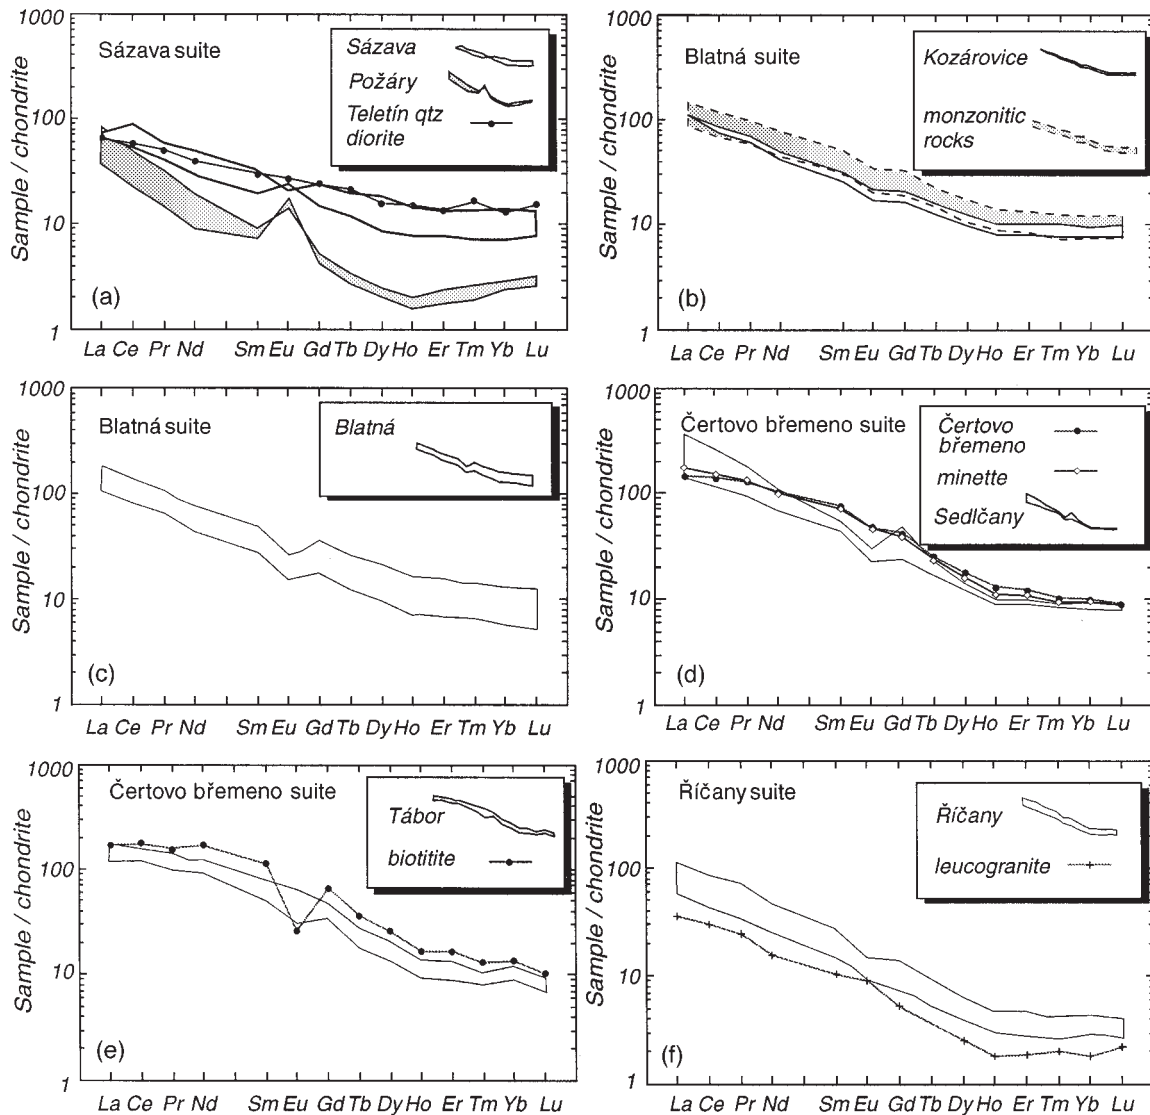 1000
100
10
1
Sample / chondrite
Sázava suite
Sázava
Požáry
Teletín qtz
diorite
(a)
La Ce Pr Nd Sm Eu Gd Tb Dy Ho Er Tm Yb Lu
1000
100
10
1
Sample / chondrite
Blatná suite
Kozárovice
monzonitic
rocks
(b)
La Ce Pr Nd Sm Eu Gd Tb Dy Ho Er Tm Yb Lu
1000
100
10
1
Sample / chondrite
Blatná suite
Blatná
(c)
La Ce Pr Nd Sm Eu Gd Tb Dy Ho Er Tm Yb Lu
1000
100
10
1
Sample / chondrite
Čertovo břemeno suite
Čertovo
břemeno
minette
Sedlčany
(d)
La Ce Pr Nd Sm Eu Gd Tb Dy Ho Er Tm Yb Lu
1000
100
10
1
Sample / chondrite
Čertovo břemeno suite
Tábor
biotitite
(e)
La Ce Pr Nd Sm Eu Gd Tb Dy Ho Er Tm Yb Lu
1000
100
10
1
Sample / chondrite
Říčany suite
Říčany
leucogranite
(f)
La Ce Pr Nd Sm Eu Gd Tb Dy Ho Er Tm Yb Lu